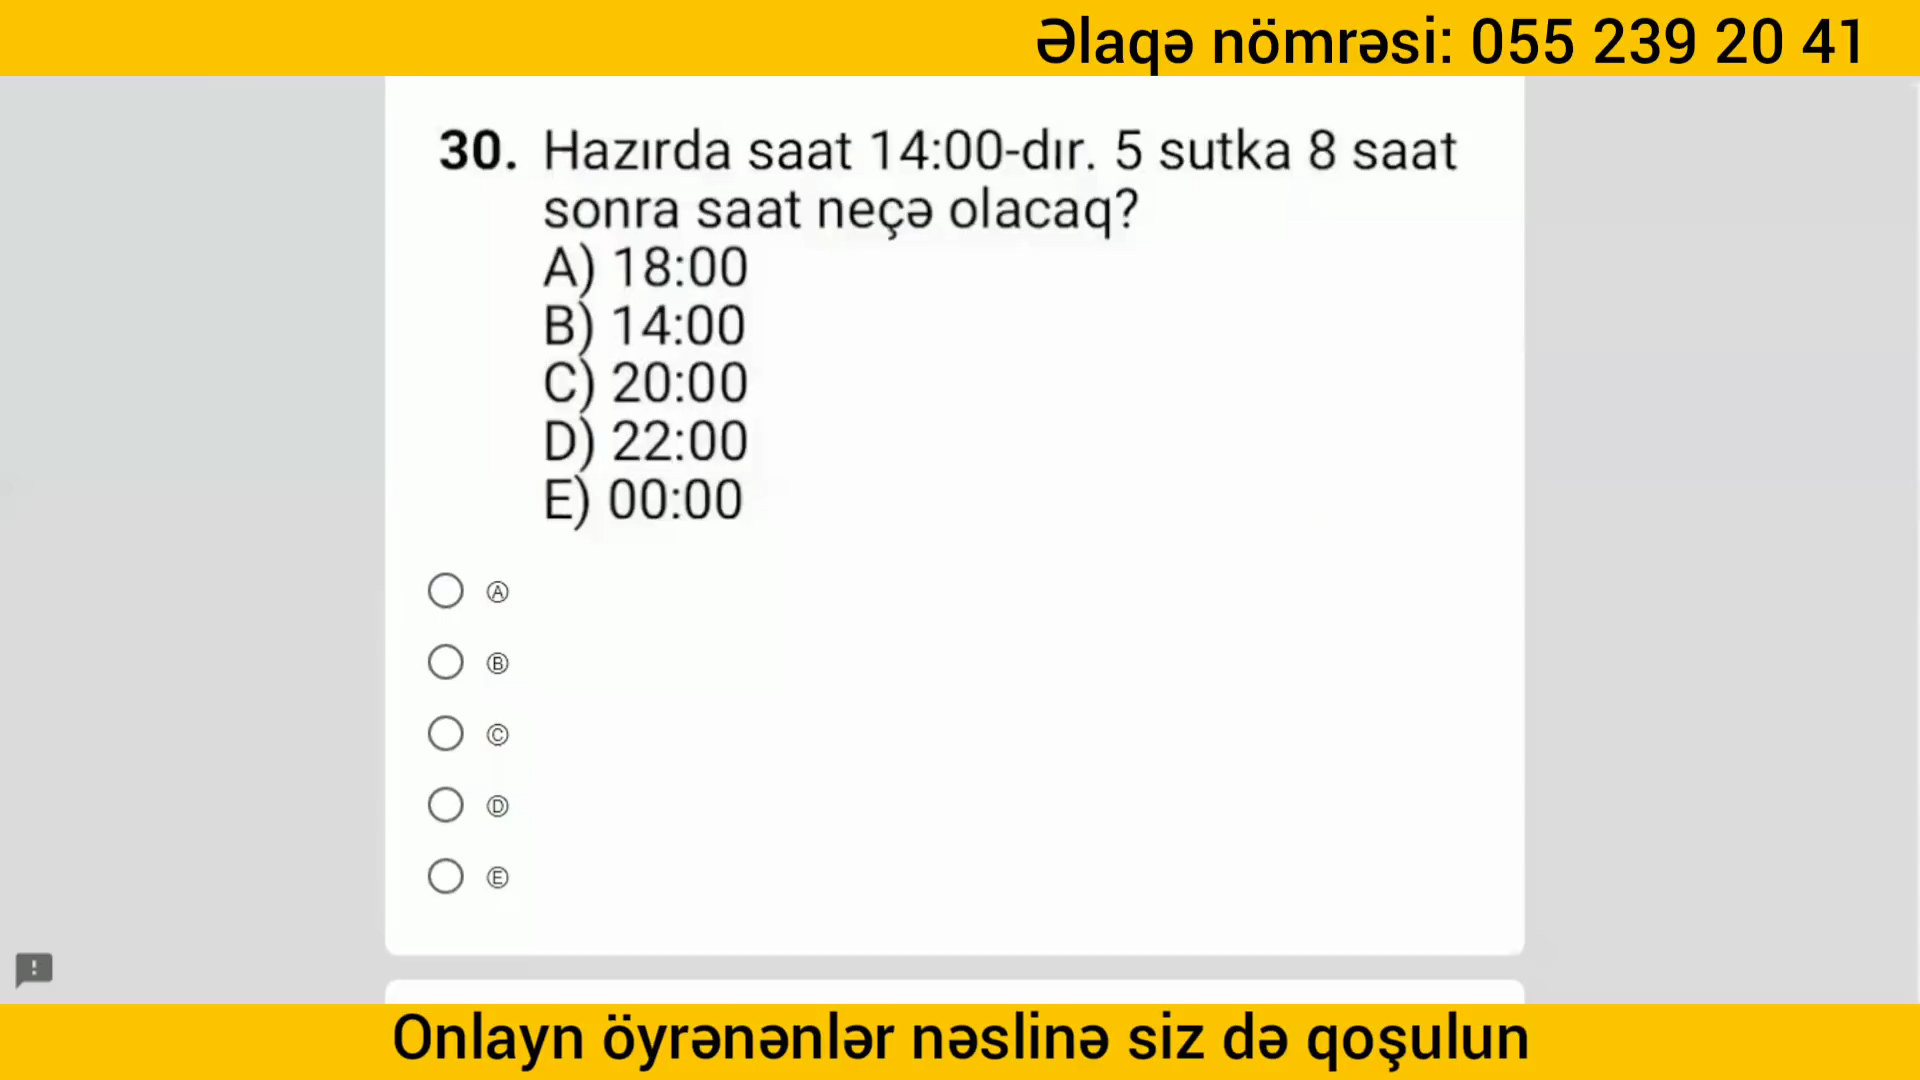 Əlaqə nömrəsi: 055 239 20 41
30. Hazırda saat 14:00-dır. 5 sutka 8 saat
sonra saat neçə olacaq?
A) 18:00
B) 14:00
C) 20:00
D) 22:00
E) 00:00
Ⓐ
Ⓑ
Ⓒ
Ⓓ
Ⓔ
Onlayn öyrənənlər nəslinə siz də qoşulun